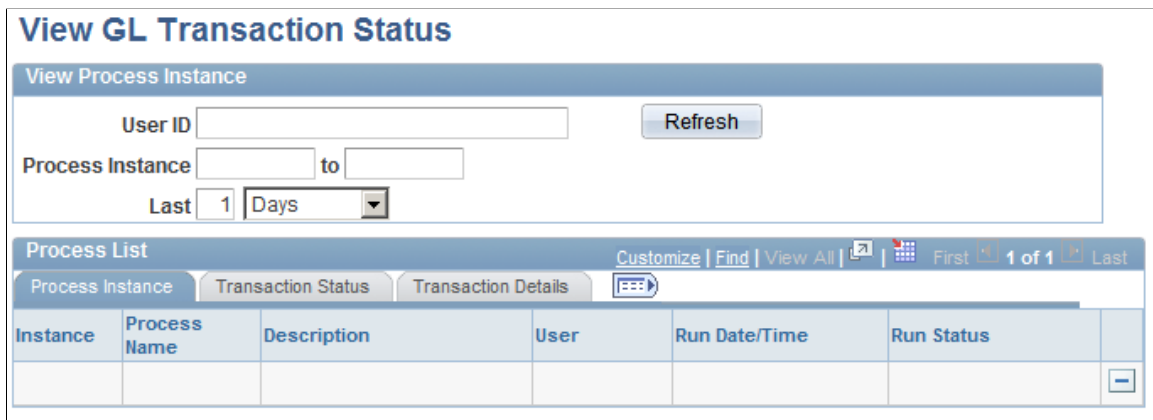 View GL Transaction Status
View Process Instance
User ID
Refresh
Process Instance to
Last 1 Days
Process List Customize | Find | View All | | First 1 of 1 Last
Process Instance Transaction Status Transaction Details
Instance Process Name Description User Run Date/Time Run Status